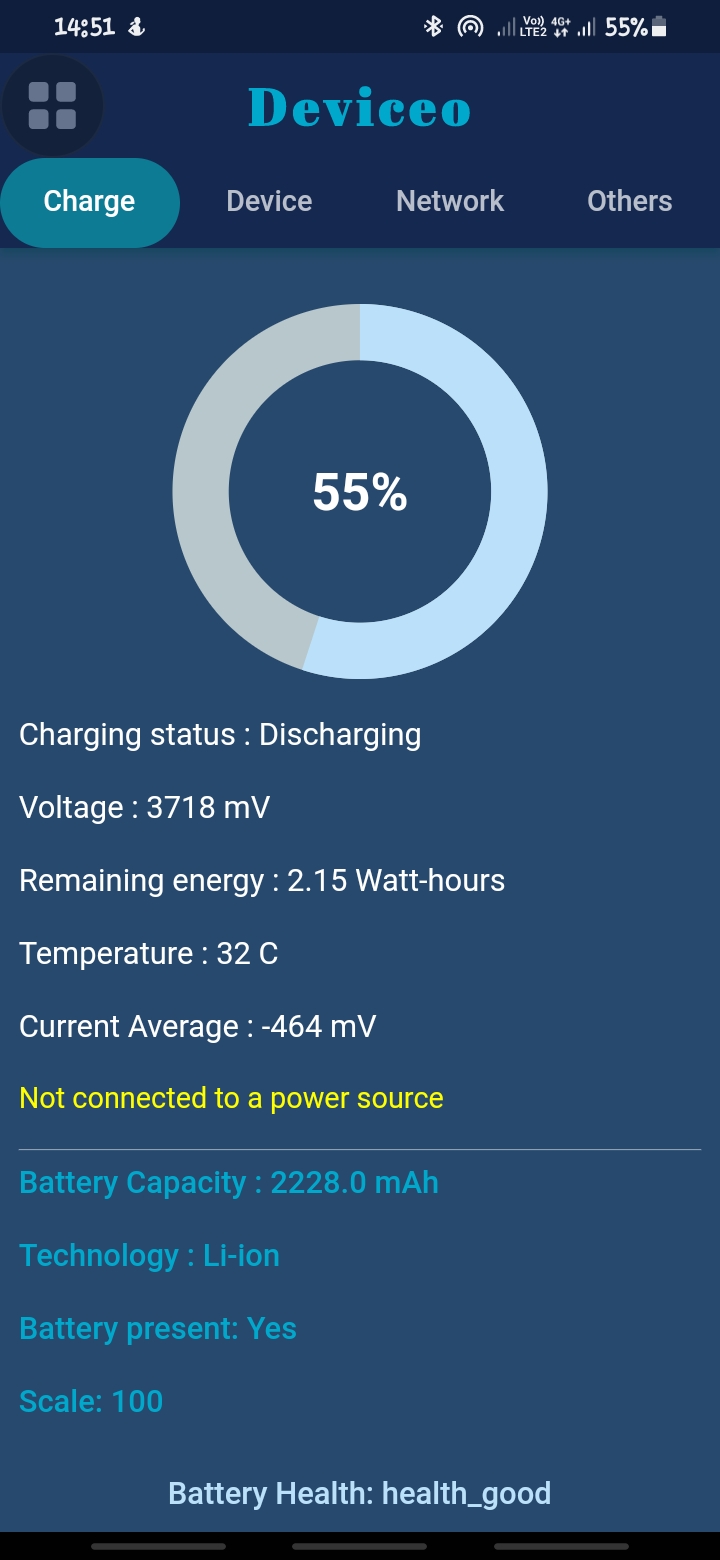 14:51 Vo) LTE2 4G+ 55%
Deviceo
Charge Device Network Others
55%
Charging status : Discharging
Voltage : 3718 mV
Remaining energy : 2.15 Watt-hours
Temperature : 32 C
Current Average : -464 mV
Not connected to a power source
Battery Capacity : 2228.0 mAh
Technology : Li-ion
Battery present: Yes
Scale: 100
Battery Health: health_good